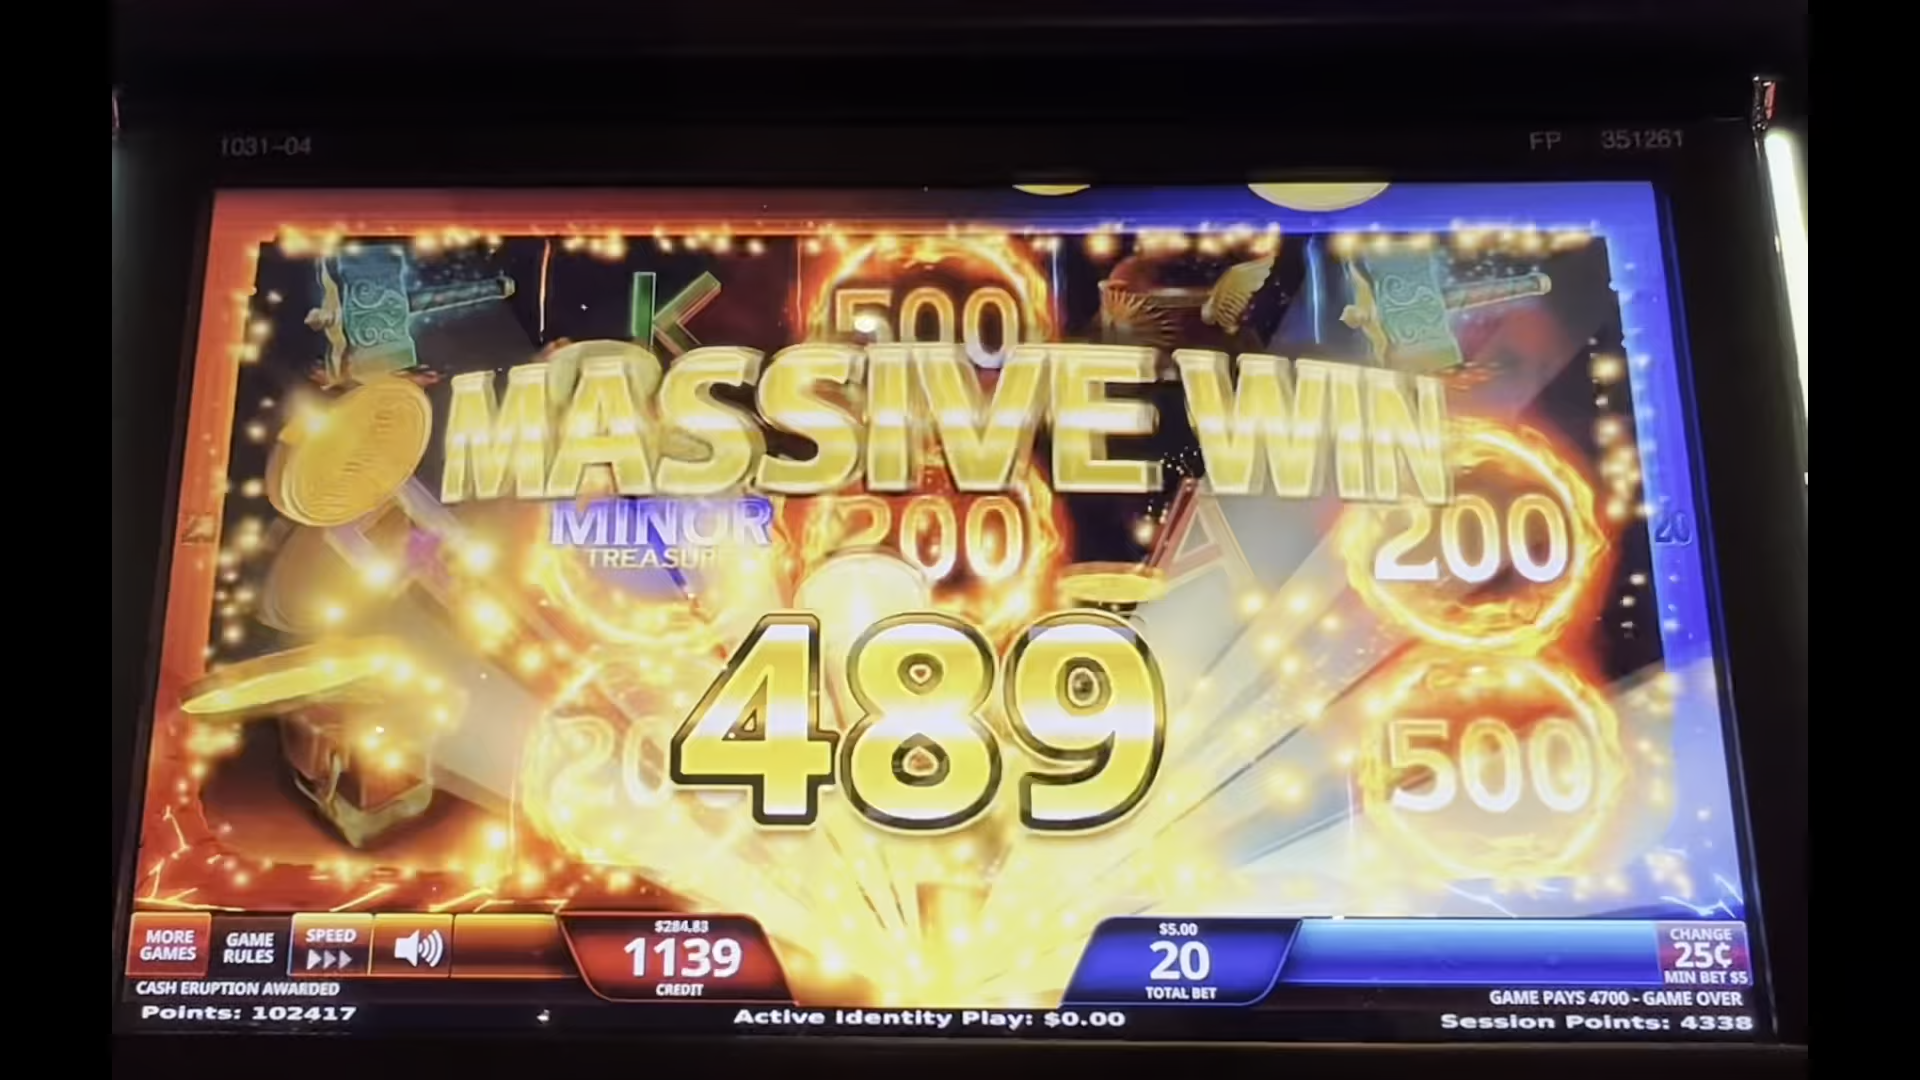 1031-04
FP 351261
K
500
MASSIVE WIN
MINOR
TREASURE
200
A
200
20
489
500
MORE
GAMES
GAME
RULES
SPEED
$284.83
1139
CREDIT
$5.00
20
TOTAL BET
CHANGE
25¢
MIN BET $5
CASH ERUPTION AWARDED
GAME PAYS 4700 - GAME OVER
Points: 102417
Active Identity Play: $0.00
Session Points: 4338